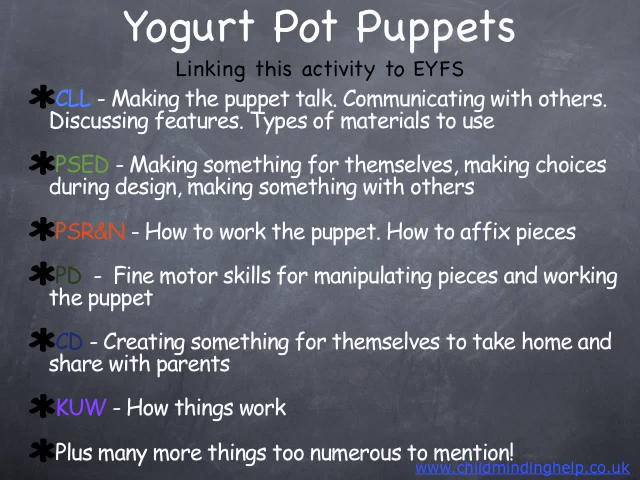 Yogurt Pot Puppets
Linking this activity to EYFS
✱CLL - Making the puppet talk. Communicating with others.
Discussing features. Types of materials to use
✱PSED - Making something for themselves, making choices
during design, making something with others
✱PSR&N - How to work the puppet. How to affix pieces
✱PD - Fine motor skills for manipulating pieces and working
the puppet
✱CD - Creating something for themselves to take home and
share with parents
✱KUW - How things work
✱Plus many more things too numerous to mention!
www.childmindinghelp.co.uk